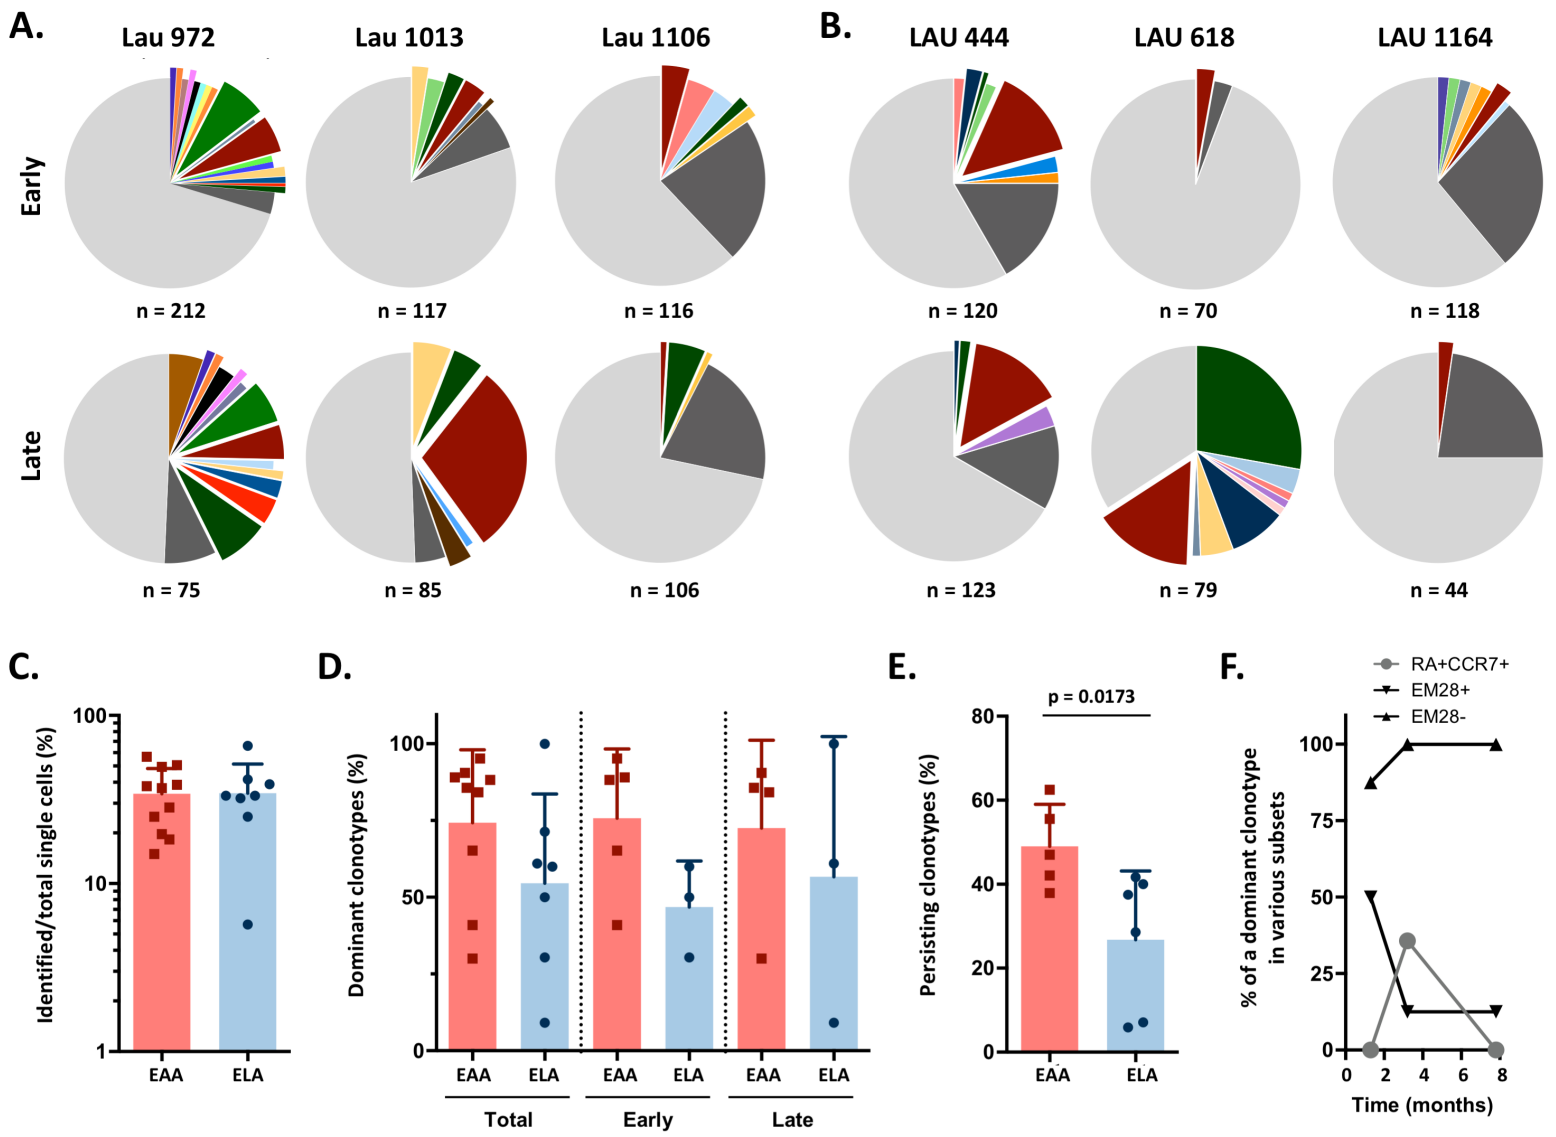 A.
Lau 972
Lau 1013
Lau 1106
B.
LAU 444
LAU 618
LAU 1164
Early
n = 212
n = 117
n = 116
n = 120
n = 70
n = 118
Late
n = 75
n = 85
n = 106
n = 123
n = 79
n = 44
C.
Identified/total single cells (%)
100
10
1
EAA
ELA
D.
Dominant clonotypes (%)
100
50
0
EAA
ELA
EAA
ELA
EAA
ELA
Total
Early
Late
E.
p = 0.0173
Persisting clonotypes (%)
80
60
40
20
0
EAA
ELA
F.
RA+CCR7+
EM28+
EM28-
% of a dominant clonotype
in various subsets
100
75
50
25
0
0
2
4
6
8
Time (months)